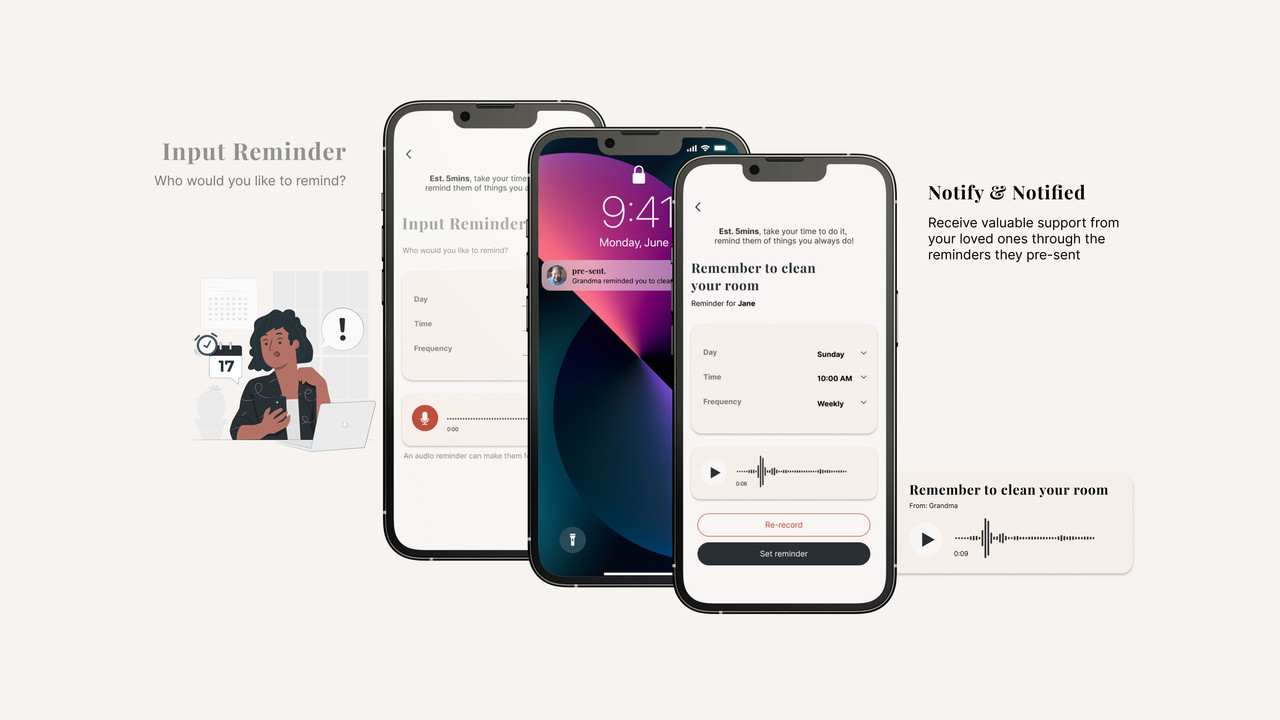 Input Reminder
Who would you like to remind?
17
!
Est. 5mins, take your time
remind them of things you
Input Reminder
Who would you like to remind?
Day
Time
Frequency
0:00
An audio reminder can make them
9:41
Monday, June
pre-sent.
Grandma reminded you to clean
Est. 5mins, take your time to do it,
remind them of things you always do!
Remember to clean
your room
Reminder for Jane
Day Sunday
Time 10:00 AM
Frequency Weekly
0:06
Re-record
Set reminder
Notify & Notified
Receive valuable support from
your loved ones through the
reminders they pre-sent
Remember to clean your room
From: Grandma
0:09